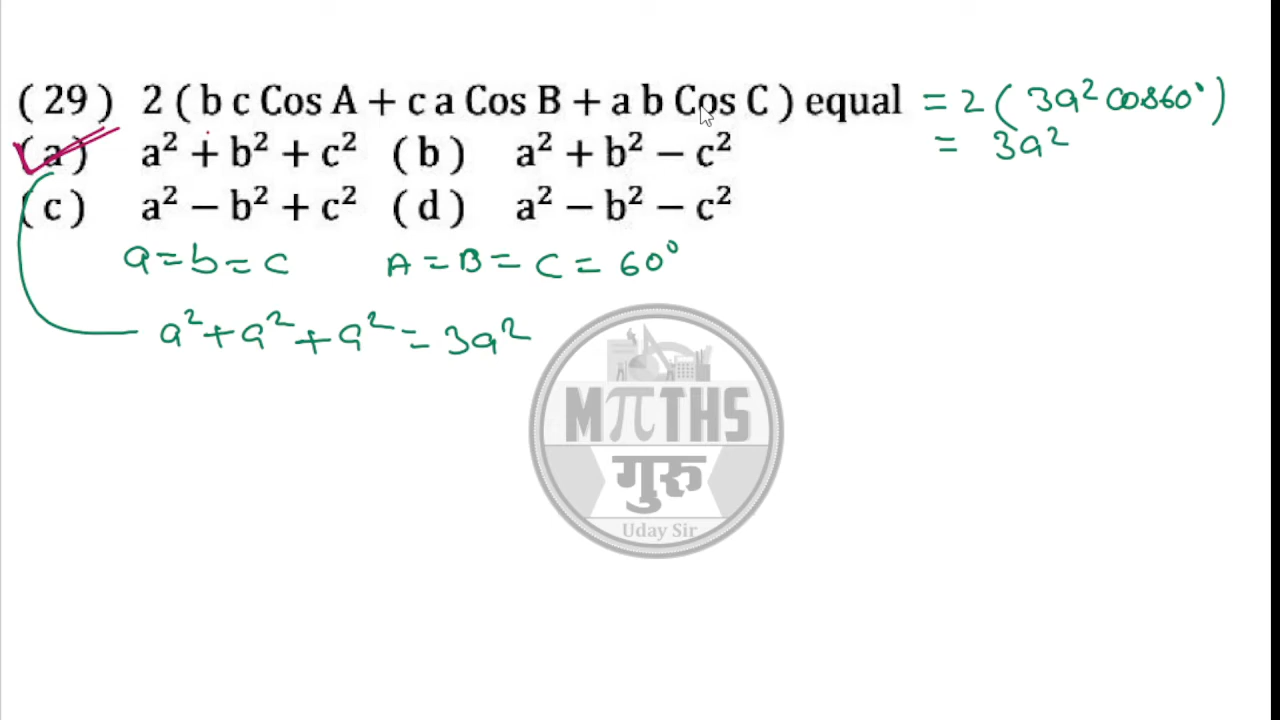 ( 29 ) 2 ( b c Cos A + c a Cos B + a b Cos C ) equal = 2 ( 3a² cos60° )
( a ) a² + b² + c² ( b ) a² + b² − c² = 3a²
( c ) a² − b² + c² ( d ) a² − b² − c²
a = b = c A = B = C = 60°
a² + a² + a² = 3a²
MπTHS
गुरु
Uday Sir